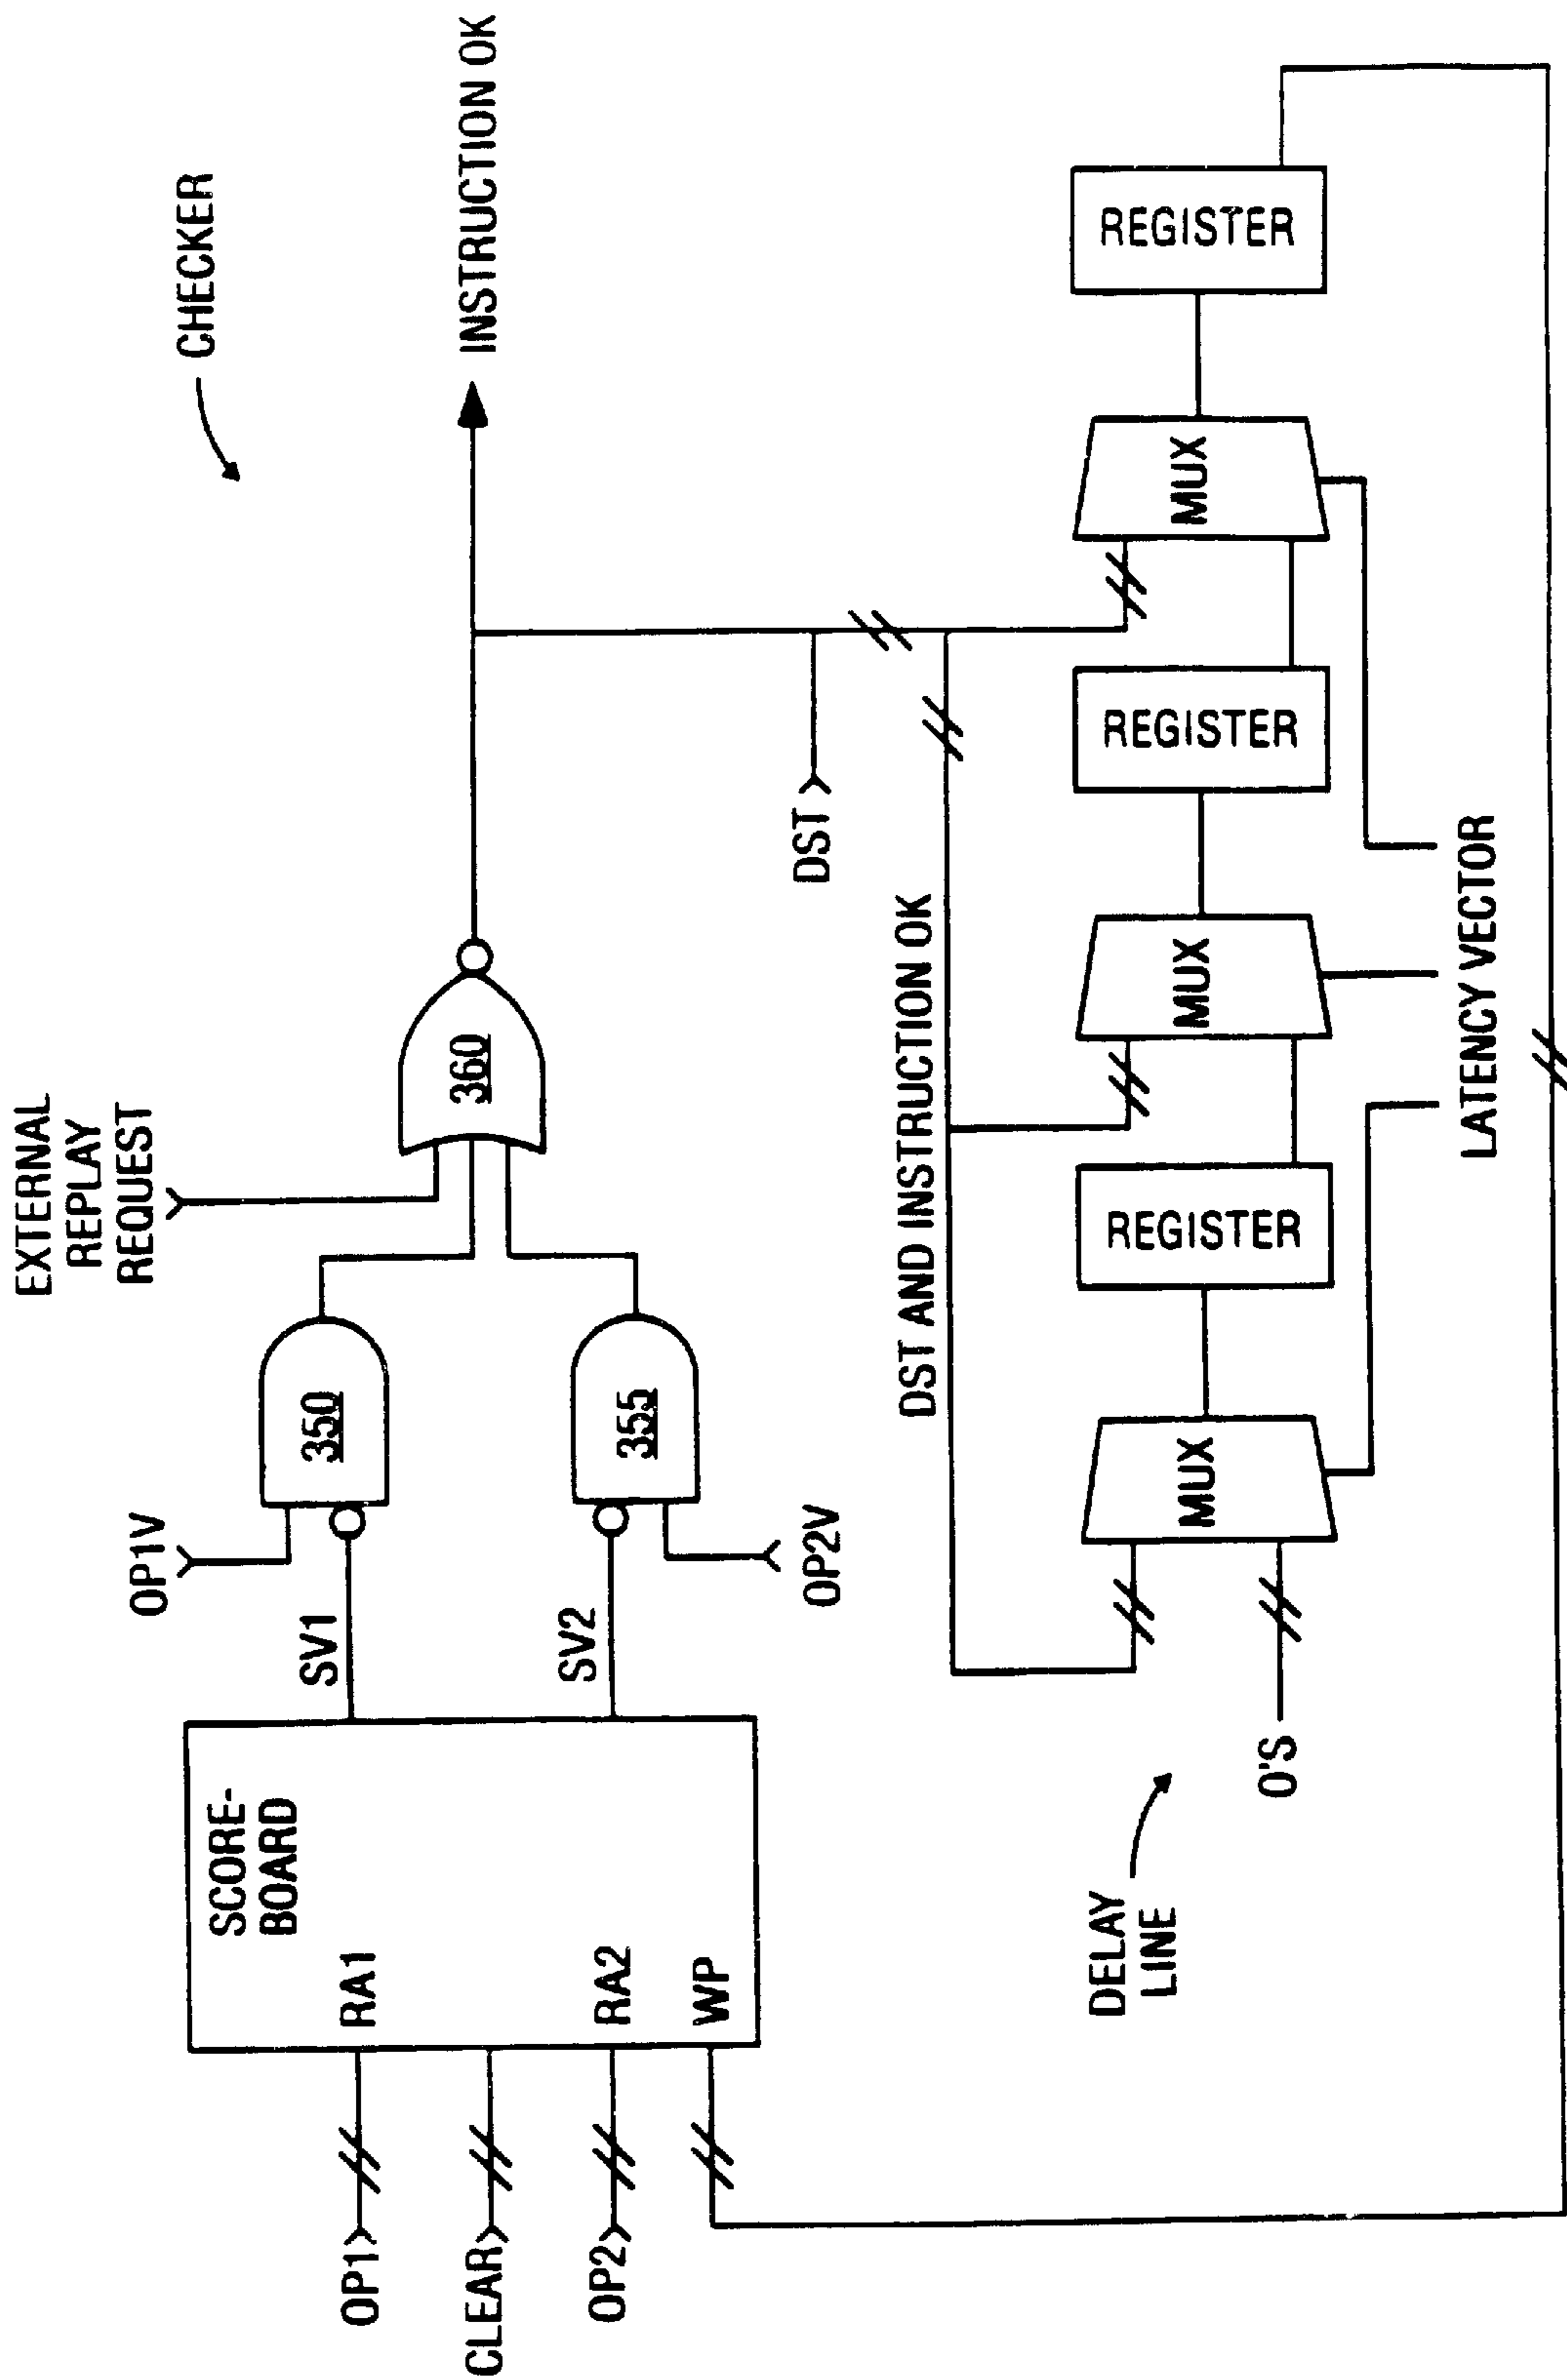 CHECKER
EXTERNAL
REPLAY
REQUEST
INSTRUCTION OK
OP1V
SV1
350
360
SCORE-
BOARD
OP1
RA1
CLEAR
OP2
RA2
SV2
355
WP
OP2V
DST
DST AND INSTRUCTION OK
DELAY
LINE
O'S
MUX
REGISTER
MUX
REGISTER
MUX
REGISTER
LATENCY VECTOR